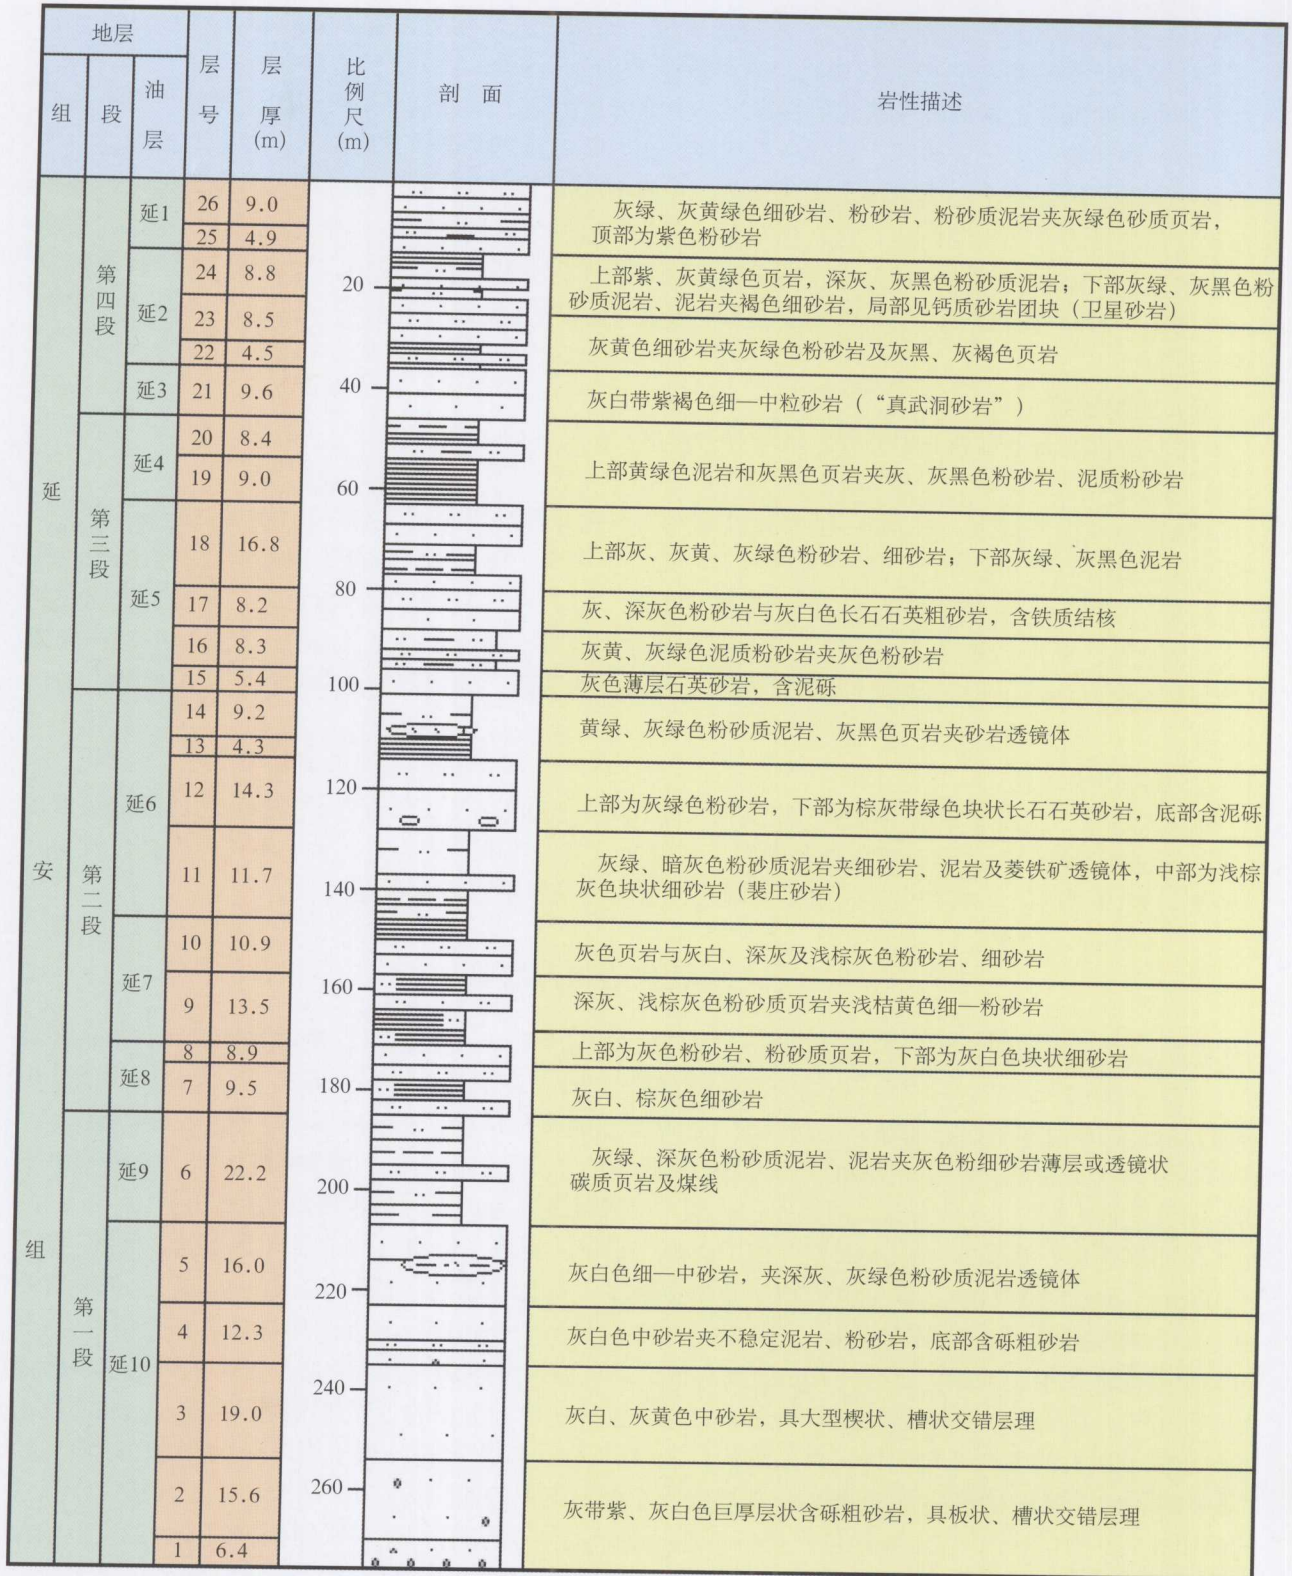 地层
组
段
油层
层号
层厚(m)
比例尺(m)
剖 面
岩性描述
延安组
第四段
第三段
第二段
第一段
延1
延2
延3
延4
延5
延6
延7
延8
延9
延10
26 9.0
25 4.9
24 8.8
23 8.5
22 4.5
21 9.6
20 8.4
19 9.0
18 16.8
17 8.2
16 8.3
15 5.4
14 9.2
13 4.3
12 14.3
11 11.7
10 10.9
9 13.5
8 8.9
7 9.5
6 22.2
5 16.0
4 12.3
3 19.0
2 15.6
1 6.4
20
40
60
80
100
120
140
160
180
200
220
240
260
灰绿、灰黄绿色细砂岩、粉砂岩、粉砂质泥岩夹灰绿色砂质页岩，
顶部为紫色粉砂岩
上部紫、灰黄绿色页岩，深灰、灰黑色粉砂质泥岩；下部灰绿、灰黑色粉
砂质泥岩、泥岩夹褐色细砂岩，局部见钙质砂岩团块（卫星砂岩）
灰黄色细砂岩夹灰绿色粉砂岩及灰黑、灰褐色页岩
灰白带紫褐色细—中粒砂岩（“真武洞砂岩”）
上部黄绿色泥岩和灰黑色页岩夹灰、灰黑色粉砂岩、泥质粉砂岩
上部灰、灰黄、灰绿色粉砂岩、细砂岩；下部灰绿、灰黑色泥岩
灰、深灰色粉砂岩与灰白色长石石英粗砂岩，含铁质结核
灰黄、灰绿色泥质粉砂岩夹灰色粉砂岩
灰色薄层石英砂岩，含泥砾
黄绿、灰绿色粉砂质泥岩、灰黑色页岩夹砂岩透镜体
上部为灰绿色粉砂岩，下部为棕灰带绿色块状长石石英砂岩，底部含泥砾
灰绿、暗灰色粉砂质泥岩夹细砂岩、泥岩及菱铁矿透镜体，中部为浅棕
灰色块状细砂岩（裴庄砂岩）
灰色页岩与灰白、深灰及浅棕灰色粉砂岩、细砂岩
深灰、浅棕灰色粉砂质页岩夹浅桔黄色细—粉砂岩
上部为灰色粉砂岩、粉砂质页岩，下部为灰白色块状细砂岩
灰白、棕灰色细砂岩
灰绿、深灰色粉砂质泥岩、泥岩夹灰色粉细砂岩薄层或透镜状
碳质页岩及煤线
灰白色细—中砂岩，夹深灰、灰绿色粉砂质泥岩透镜体
灰白色中砂岩夹不稳定泥岩、粉砂岩，底部含砾粗砂岩
灰白、灰黄色中砂岩，具大型楔状、槽状交错层理
灰带紫、灰白色巨厚层状含砾粗砂岩，具板状、槽状交错层理